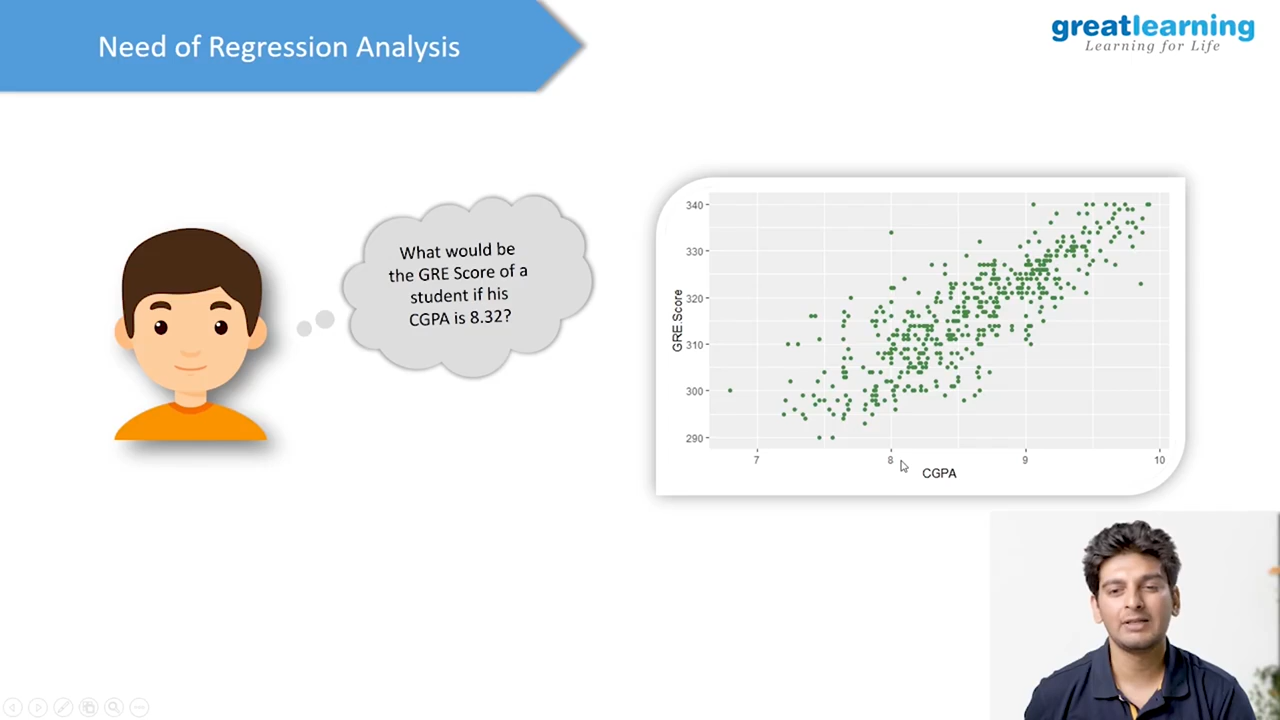 Need of Regression Analysis
greatlearning
Learning for Life
What would be
the GRE Score of a
student if his
CGPA is 8.32?
GRE.Score
340
330
320
310
300
290
7 8 9 10
CGPA